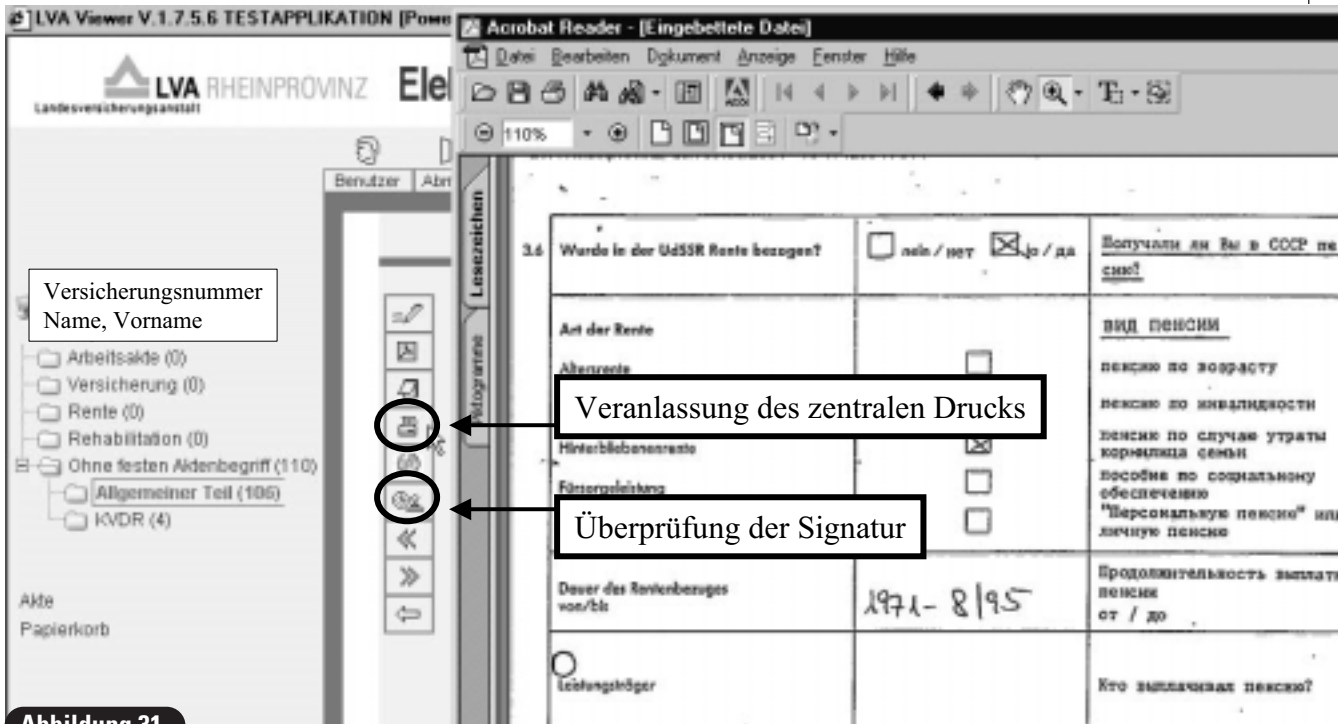 LVA Viewer V.1.7.5.6 TESTAPPLIKATION
LVA RHEINPROVINZ
Landesversicherungsanstalt
Benutzer
Versicherungsnummer
Name, Vorname
Arbeitsakte (0)
Versicherung (0)
Rente (0)
Rehabilitation (0)
Ohne festen Aktenbegriff (110)
Allgemeiner Teil (106)
KVDR (4)
Akte
Papierkorb
Abbildung 21
Acrobat Reader - [Eingebettete Datei]
Datei Bearbeiten Dokument Anzeige Fenster Hilfe
110%
Lesezeichen
3.6 Wurde in der UdSSR Rente bezogen? nein / нет ja / да Получали ли Вы в СССР пе
сию?
Art der Rente вид пенсии
Altersrente пенсию по возрасту
Veranlassung des zentralen Drucks
пенсию по инвалидности
Hinterbliebenenrente пенсию по случаю утраты
кормилица семьи
Fürsorgeleistung пособие по социальному
обеспечению
Überprüfung der Signatur
"Персональную пенсию" или
личную пенсию
Dauer des Rentenbezuges
von/bis
1971 - 8/95
Продолжительность выплаты
пенсии
от / до
Leistungsträger Кто выплачивал пенсию?